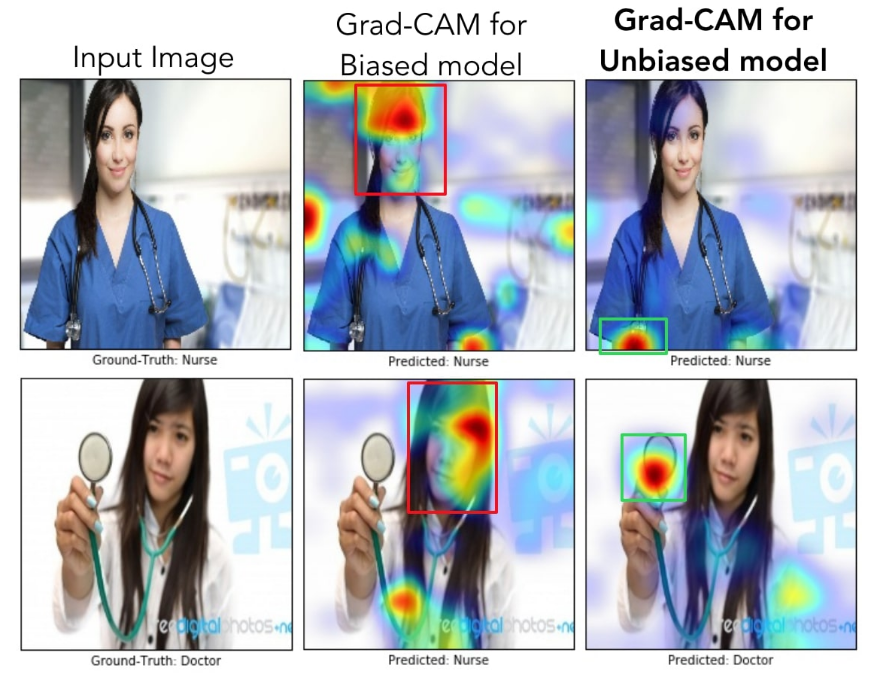 Input Image
Grad-CAM for
Biased model
Grad-CAM for
Unbiased model
Ground-Truth: Nurse
Predicted: Nurse
Predicted: Nurse
Ground-Truth: Doctor
Predicted: Nurse
Predicted: Doctor